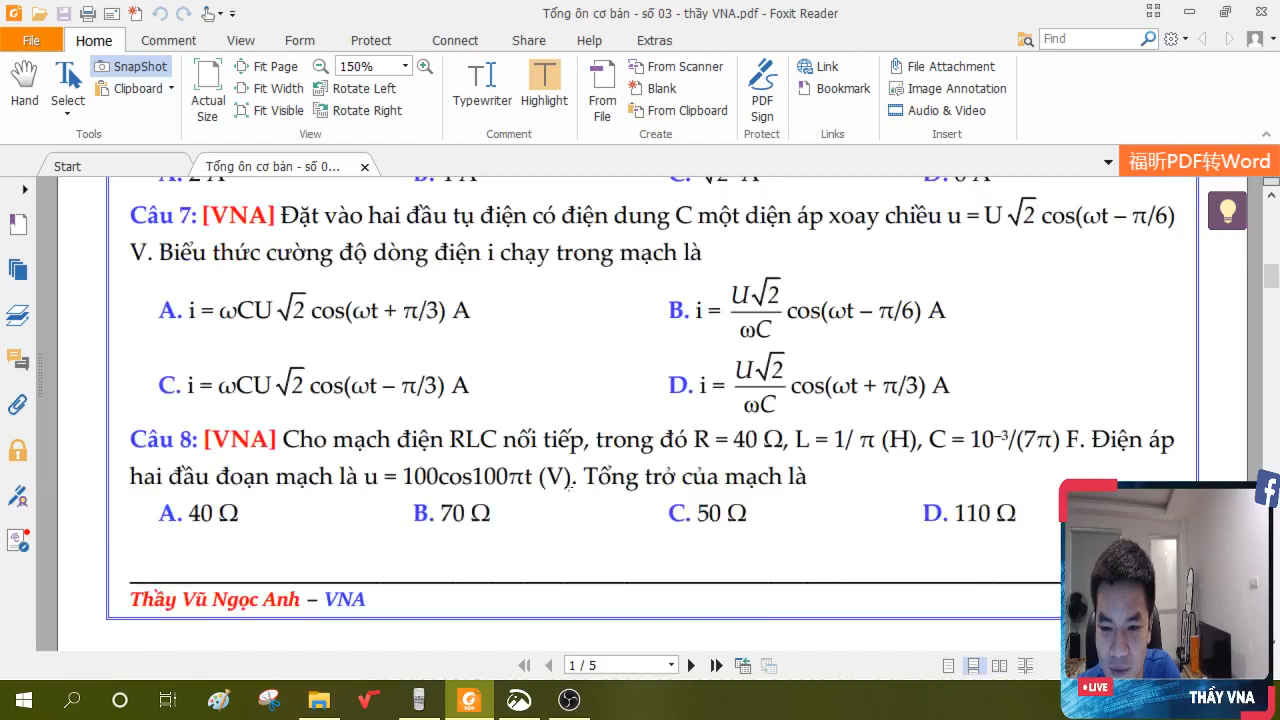 Tổng ôn cơ bản - số 03 - thầy VNA.pdf - Foxit Reader
File Home Comment View Form Protect Connect Share Help Extras Find
Hand Select SnapShot Clipboard Actual Size Fit Page Fit Width Fit Visible 150% Rotate Left Rotate Right Typewriter Highlight From File From Scanner Blank From Clipboard PDF Sign Link Bookmark File Attachment Image Annotation Audio & Video
Tools View Comment Create Protect Links Insert
Start Tổng ôn cơ bản - số 0... 福昕PDF转Word
Câu 7: [VNA] Đặt vào hai đầu tụ điện có điện dung C một diện áp xoay chiều u = U√2 cos(ωt – π/6)
V. Biểu thức cường độ dòng điện i chạy trong mạch là
A. i = ωCU√2 cos(ωt + π/3) A B. i = U√2/ωC cos(ωt – π/6) A
C. i = ωCU√2 cos(ωt – π/3) A D. i = U√2/ωC cos(ωt + π/3) A
Câu 8: [VNA] Cho mạch điện RLC nối tiếp, trong đó R = 40 Ω, L = 1/ π (H), C = 10⁻³/(7π) F. Điện áp
hai đầu đoạn mạch là u = 100cos100πt (V). Tổng trở của mạch là
A. 40 Ω B. 70 Ω C. 50 Ω D. 110 Ω
Thầy Vũ Ngọc Anh – VNA
1 / 5
LIVE THẦY VNA